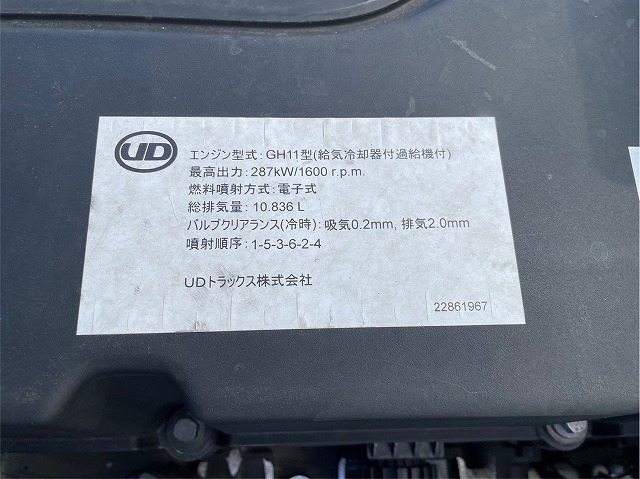 UD
エンジン型式：GH11型(給気冷却器付過給機付)
最高出力：287kW/1600 r.p.m.
燃料噴射方式：電子式
総排気量：10.836 L
バルブクリアランス(冷時)：吸気0.2mm, 排気2.0mm
噴射順序：1-5-3-6-2-4
UDトラックス株式会社
22861967